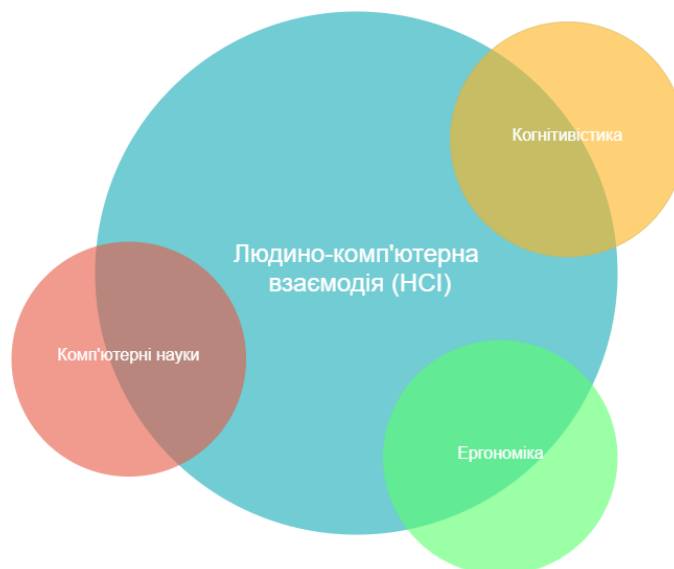 Когнітивістика
Людино-комп'ютерна
взаємодія (HCI)
Комп'ютерні науки
Ергономіка